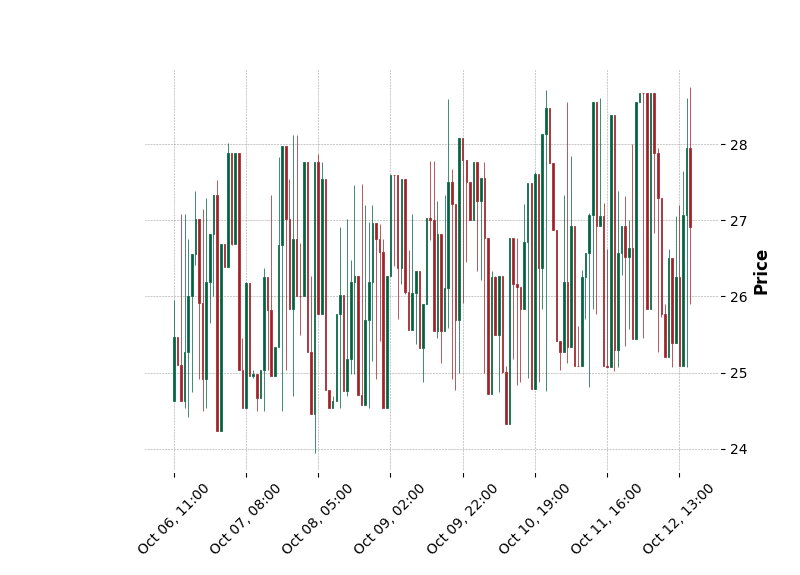 28
27
Price
26
25
24
Oct 06, 11:00
Oct 07, 08:00
Oct 08, 05:00
Oct 09, 02:00
Oct 09, 22:00
Oct 10, 19:00
Oct 11, 16:00
Oct 12, 13:00